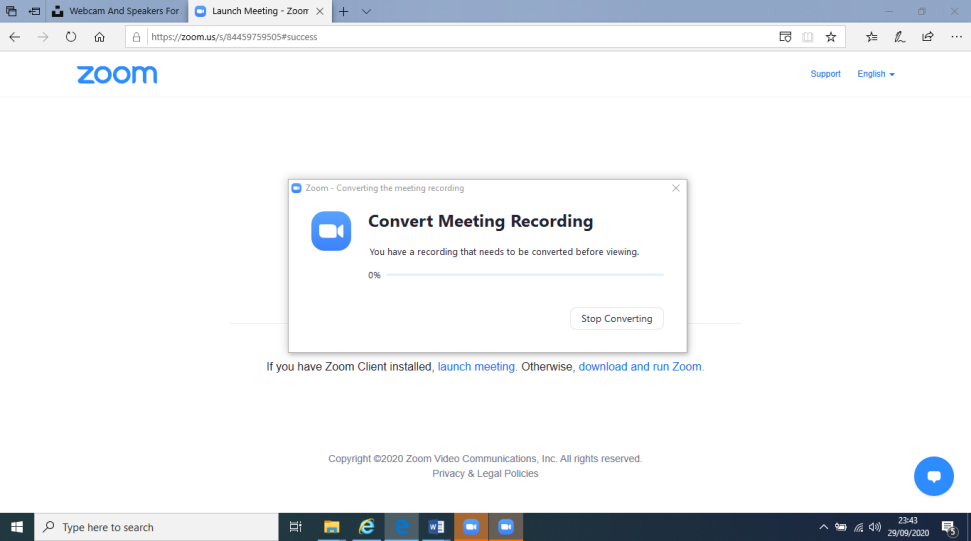 Webcam And Speakers For
Launch Meeting - Zoom
https://zoom.us/s/84459759505#success
zoom
Support English
Zoom - Converting the meeting recording
Convert Meeting Recording
You have a recording that needs to be converted before viewing.
0%
Stop Converting
If you have Zoom Client installed, launch meeting. Otherwise, download and run Zoom.
Copyright ©2020 Zoom Video Communications, Inc. All rights reserved.
Privacy & Legal Policies
Type here to search
23:43
29/09/2020
5